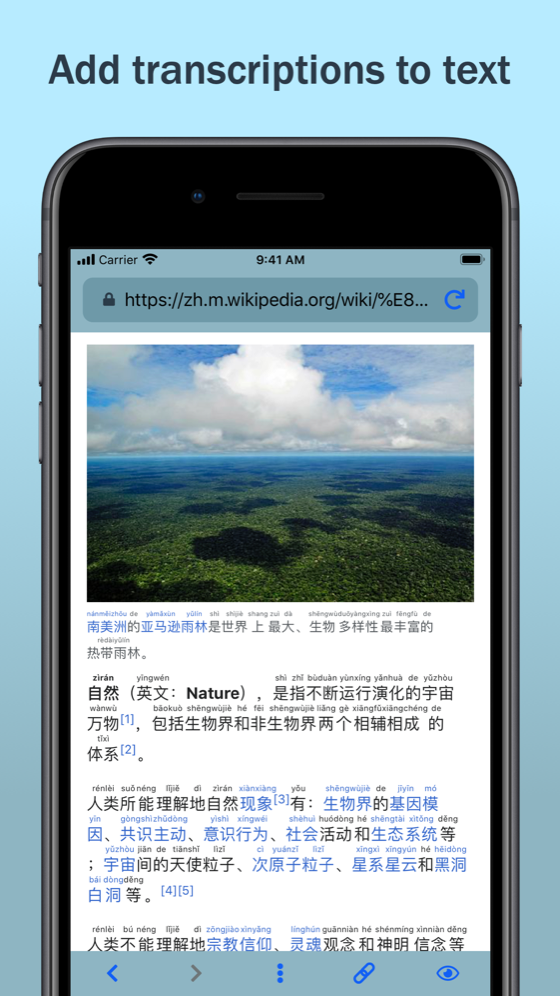 Add transcriptions to text
Carrier
9:41 AM
https://zh.m.wikipedia.org/wiki/%E8...
nánměizhōu de yàmǎxùn yǔlín shì shìjiè shang zuì dà shēngwùduōyàngxìng zuì fēngfù de
南美洲的亚马逊雨林是世界 上 最大、生物 多样性 最丰富的
rèdàiyǔlín
热带雨林。
zìrán yīngwén shì zhǐ bùduàn yùnxíng yǎnhuà de yǔzhòu
自然（英文：Nature），是指不断运行演化的宇宙
wànwù bāokuò shēngwùjiè hé fēi shēngwùjiè liǎng gè xiāngfǔxiāngchéng de
万物[1]，包括生物界和非生物界两个相辅相成 的
tǐxì
体系[2]。
rénlèi suǒnéng lǐjiě dì zìrán xiànxiàng yǒu shēngwùjiè de jīyīn mó
人类所能理解地自然现象[3]有：生物界的基因模
yīn gòngshízhǔdòng yìshì xíngwéi shèhuì huódòng hé shēngtài xìtǒng děng
因、共识主动、意识行为、社会活动和生态系统等
yǔzhòu jiān de tiānshǐ lìzǐ cì yuánzǐ lìzǐ xīngxì xīngyún hé hēidòng
；宇宙间的天使粒子、次原子粒子、星系星云和黑洞
bái dòng děng
白洞 等。[4][5]
rénlèi bù néng lǐjiě dì zōngjiào xìnyǎng línghún guānniàn hé shénmíng xìnniàn děng
人类不能理解地宗教信仰、灵魂观念和神明信念等